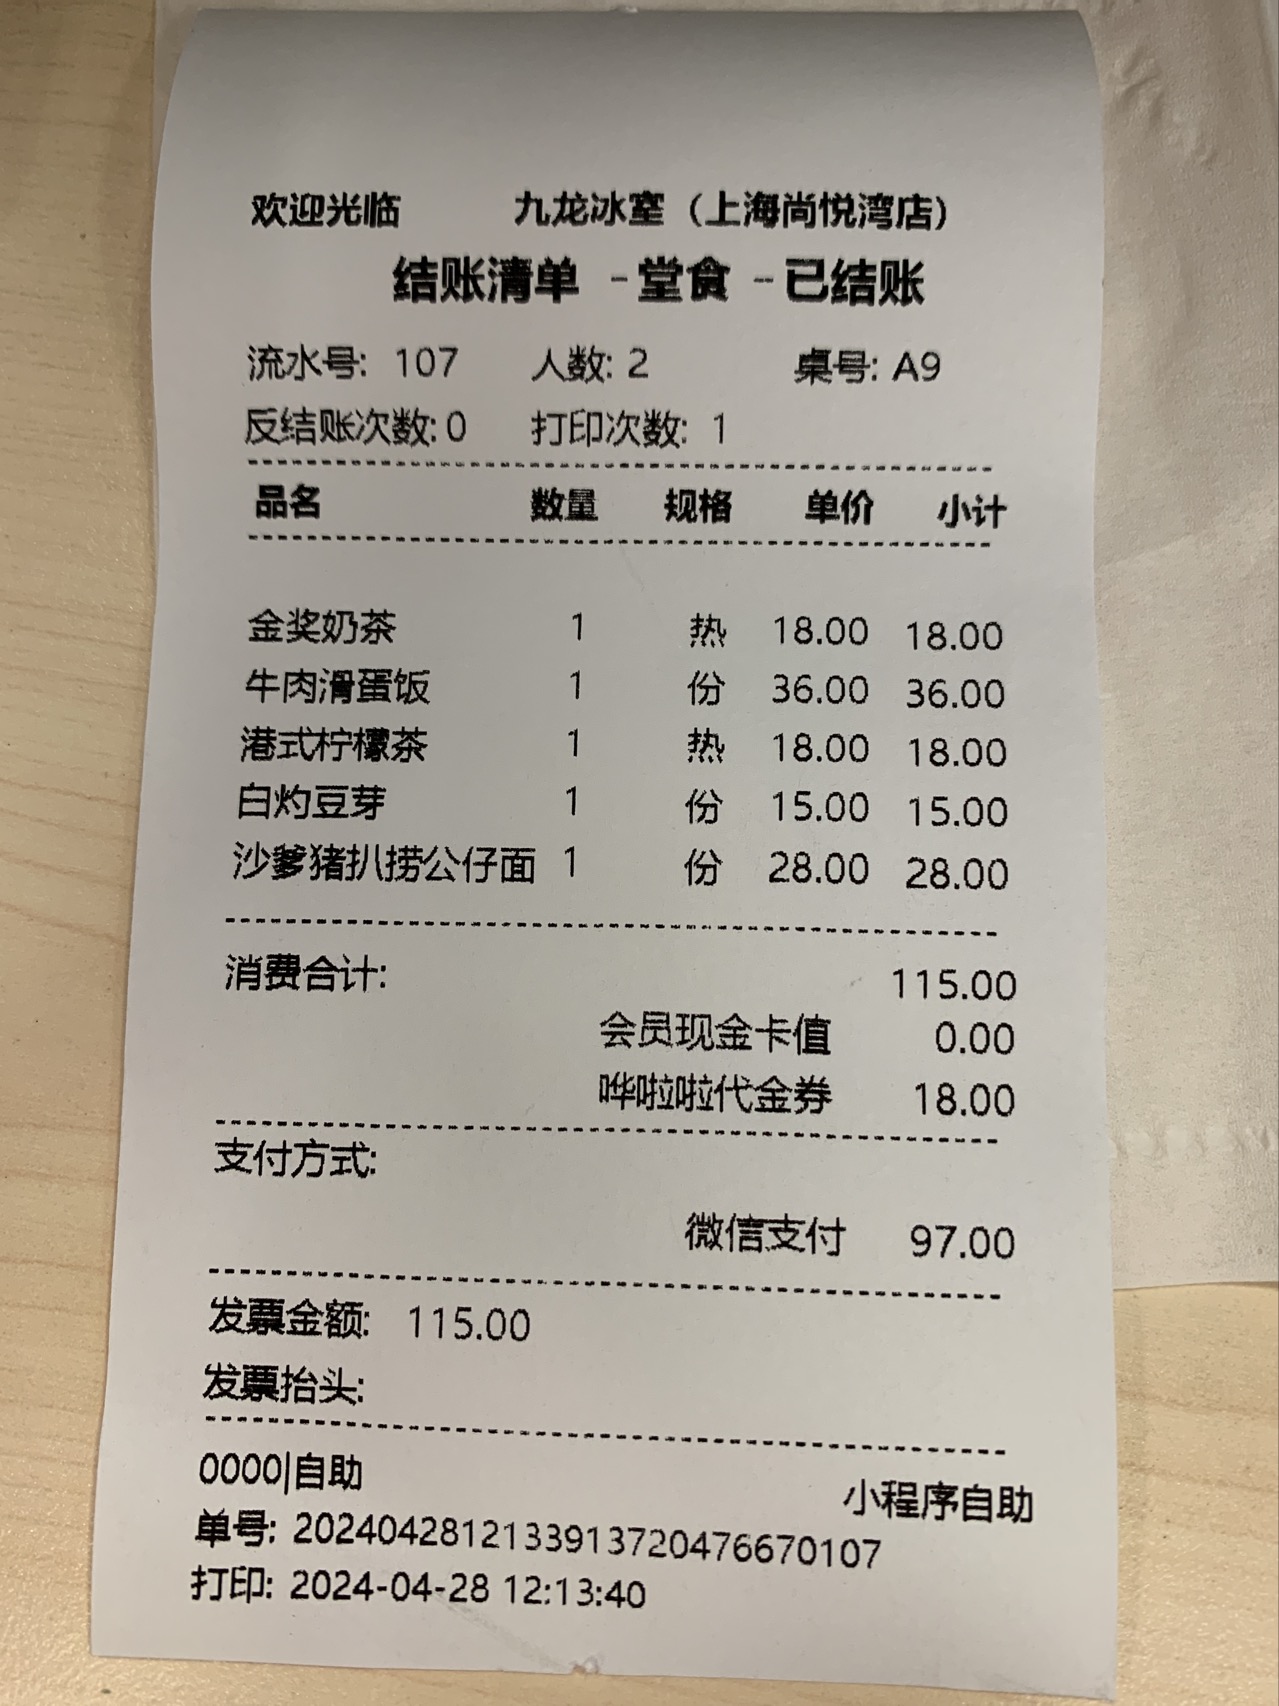 欢迎光临 九龙冰室（上海尚悦湾店）
结账清单 - 堂食 - 已结账
流水号: 107 人数: 2 桌号: A9
反结账次数: 0 打印次数: 1
品名 数量 规格 单价 小计
金奖奶茶 1 热 18.00 18.00
牛肉滑蛋饭 1 份 36.00 36.00
港式柠檬茶 1 热 18.00 18.00
白灼豆芽 1 份 15.00 15.00
沙爹猪扒捞公仔面 1 份 28.00 28.00
消费合计: 115.00
会员现金卡值 0.00
哗啦啦代金券 18.00
支付方式:
微信支付 97.00
发票金额: 115.00
发票抬头:
0000|自助 小程序自助
单号: 20240428121339137204766​70107
打印: 2024-04-28 12:13:40